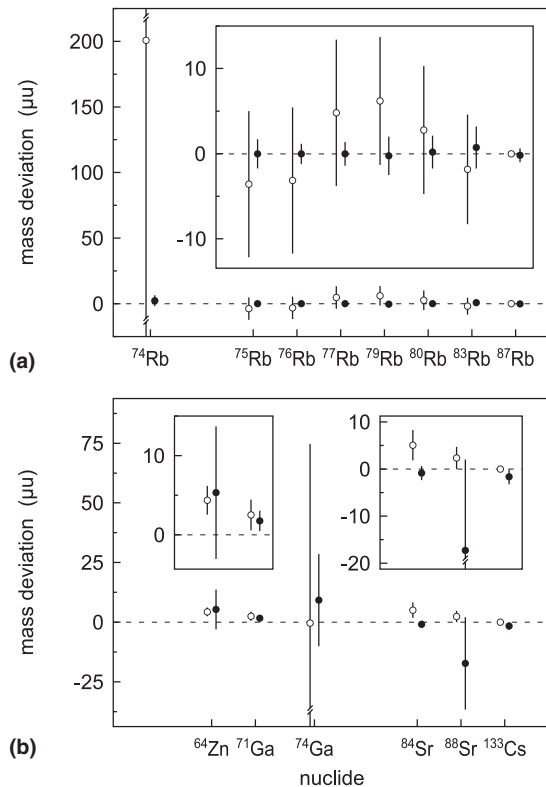 (a)
mass deviation (μu)
200
150
100
50
0
10
0
-10
⁷⁴Rb
⁷⁵Rb
⁷⁶Rb
⁷⁷Rb
⁷⁹Rb
⁸⁰Rb
⁸³Rb
⁸⁷Rb
(b)
mass deviation (μu)
75
50
25
0
-25
10
0
10
0
-10
-20
⁶⁴Zn
⁷¹Ga
⁷⁴Ga
⁸⁴Sr
⁸⁸Sr
¹³³Cs
nuclide